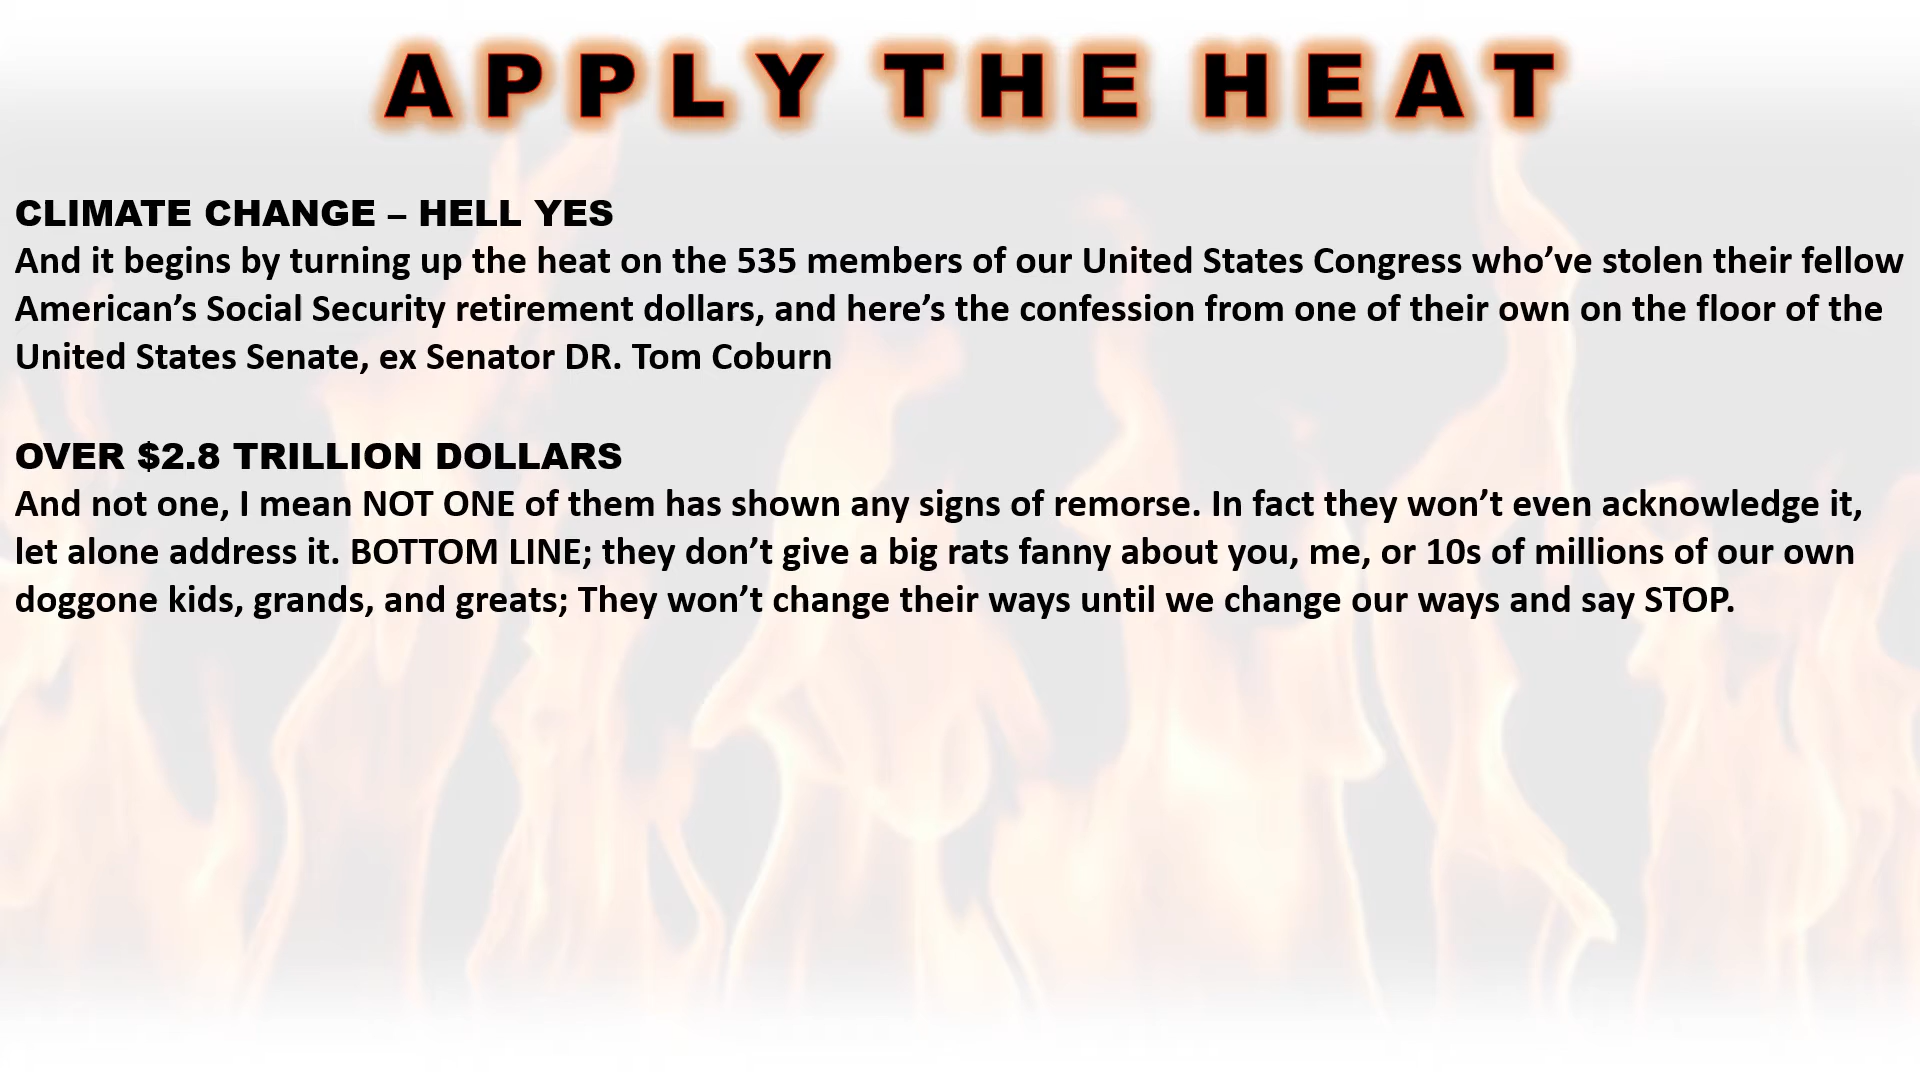 APPLY THE HEAT
CLIMATE CHANGE – HELL YES
And it begins by turning up the heat on the 535 members of our United States Congress who’ve stolen their fellow
American’s Social Security retirement dollars, and here’s the confession from one of their own on the floor of the
United States Senate, ex Senator DR. Tom Coburn
OVER $2.8 TRILLION DOLLARS
And not one, I mean NOT ONE of them has shown any signs of remorse. In fact they won’t even acknowledge it,
let alone address it. BOTTOM LINE; they don’t give a big rats fanny about you, me, or 10s of millions of our own
doggone kids, grands, and greats; They won’t change their ways until we change our ways and say STOP.